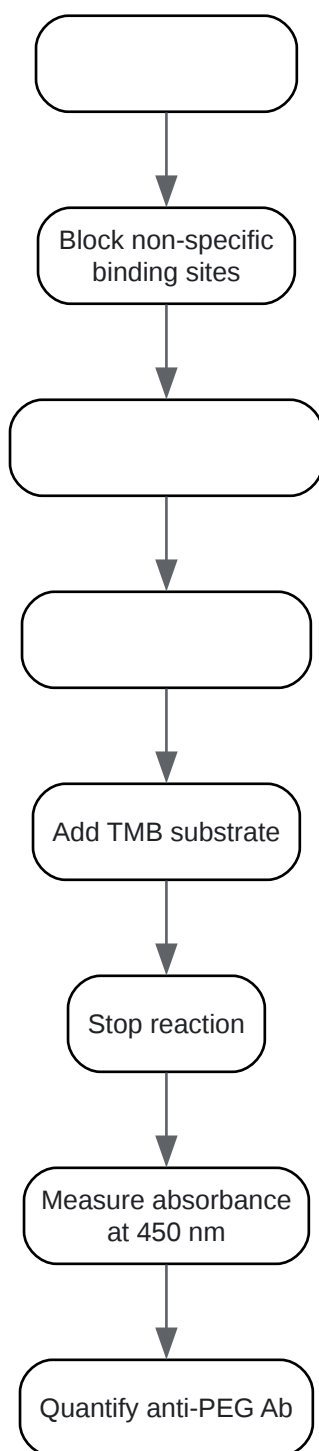 Block non-specific
binding sites
Add TMB substrate
Stop reaction
Measure absorbance
at 450 nm
Quantify anti-PEG Ab